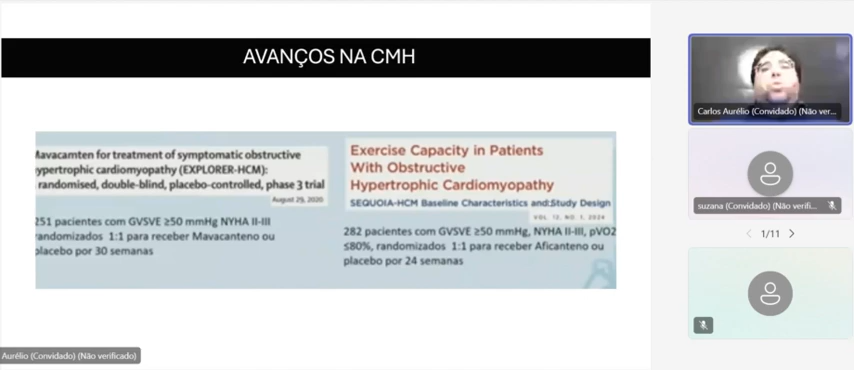 AVANÇOS NA CMH
Mavacamten for treatment of symptomatic obstructive
hypertrophic cardiomyopathy (EXPLORER-HCM):
randomised, double-blind, placebo-controlled, phase 3 trial
August 29, 2020
251 pacientes com GVSVE ≥50 mmHg NYHA II-III
randomizados 1:1 para receber Mavacanteno ou
placebo por 30 semanas
Exercise Capacity in Patients
With Obstructive
Hypertrophic Cardiomyopathy
SEQUOIA-HCM Baseline Characteristics and Study Design
VOL. 12, NO. 1, 2024
282 pacientes com GVSVE ≥50 mmHg, NYHA II-III, pVO2
≤80%, randomizados 1:1 para receber Aficanteno ou
placebo por 24 semanas
Carlos Aurélio (Convidado) (Não ver...
suzana (Convidado) (Não verifi...
1/11
Aurélio (Convidado) (Não verificado)